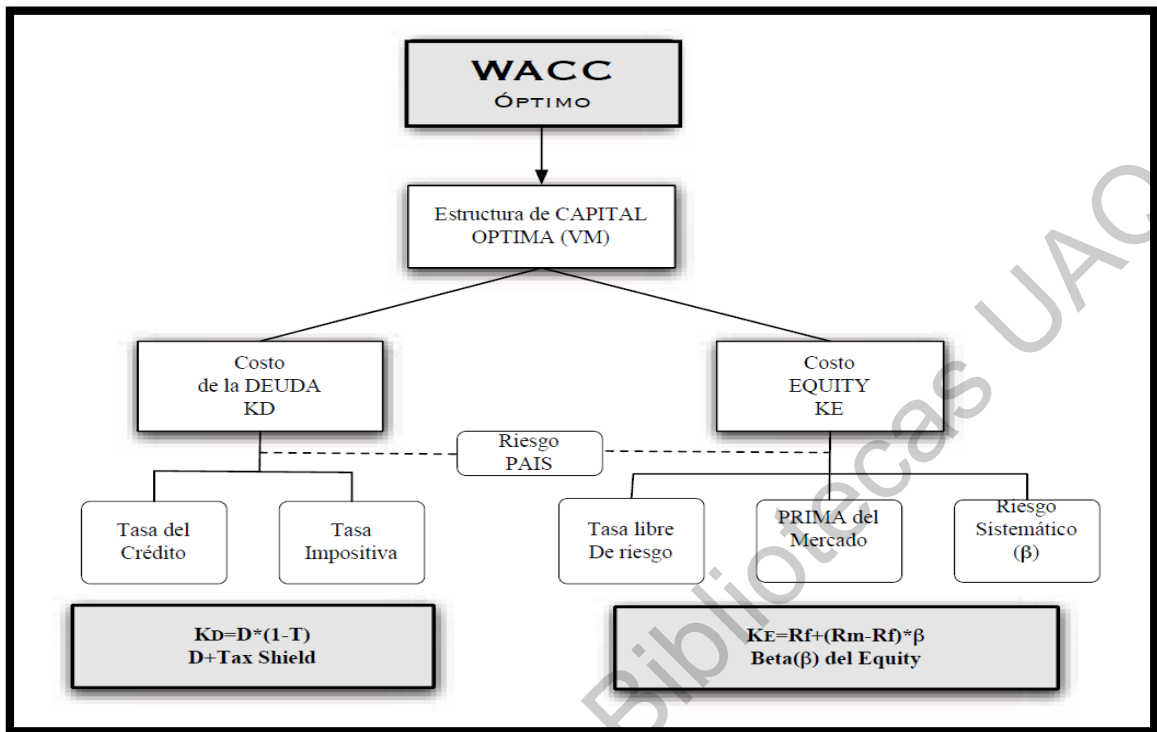 WACC
ÓPTIMO
Estructura de CAPITAL
OPTIMA (VM)
Costo
de la DEUDA
KD
Costo
EQUITY
KE
Riesgo
PAIS
Tasa del
Crédito
Tasa
Impositiva
Tasa libre
De riesgo
PRIMA del
Mercado
Riesgo
Sistemático
(β)
KD=D*(1-T)
D+Tax Shield
KE=Rf+(Rm-Rf)*β
Beta(β) del Equity
Bibliotecas UAQ